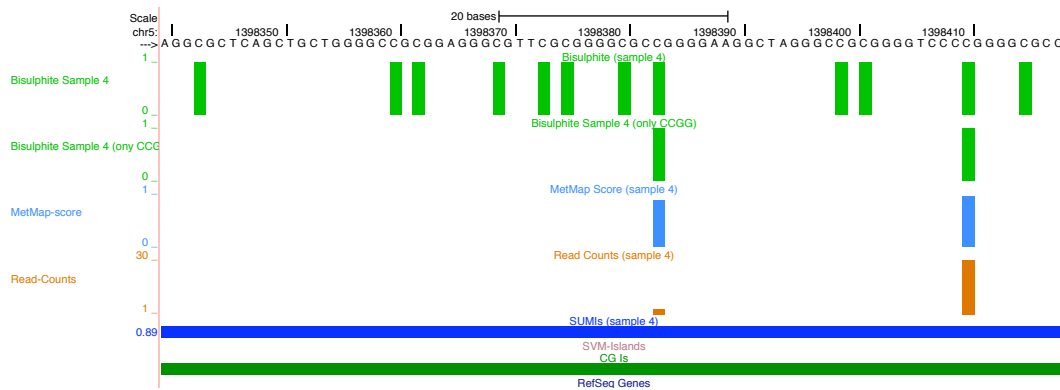 Scale 20 bases
chr5: 1398350 1398360 1398370 1398380 1398390 1398400 1398410
---> A G G C G C T C A G C T G C T G G G G C C G C G G A G G G C G T T C G C G G G G C G C C G G G G A A G G C T A G G G C C G C G G G G T C C C C G G G G C G C C
1 Bisulphite (sample 4)
Bisulphite Sample 4
0
1 Bisulphite Sample 4 (only CCGG)
Bisulphite Sample 4 (ony CCG
0
1 MetMap Score (sample 4)
MetMap-score
0
30 Read Counts (sample 4)
Read-Counts
1
SUMIs (sample 4)
0.89
SVM-Islands
CG Is
RefSeq Genes